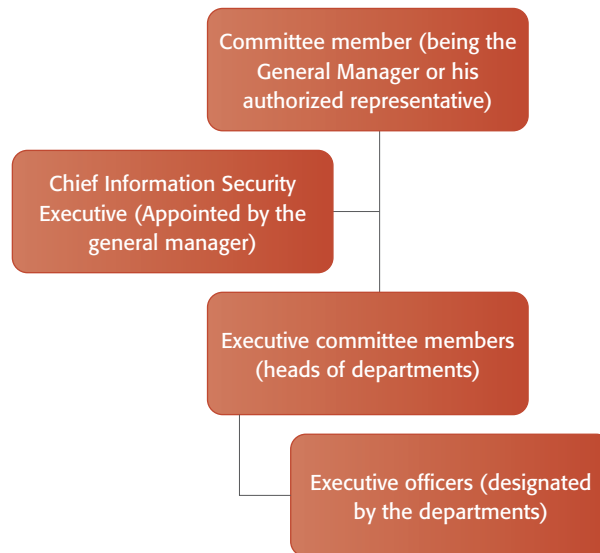 Committee member (being the
General Manager or his
authorized representative)
Chief Information Security
Executive (Appointed by the
general manager)
Executive committee members
(heads of departments)
Executive officers (designated
by the departments)